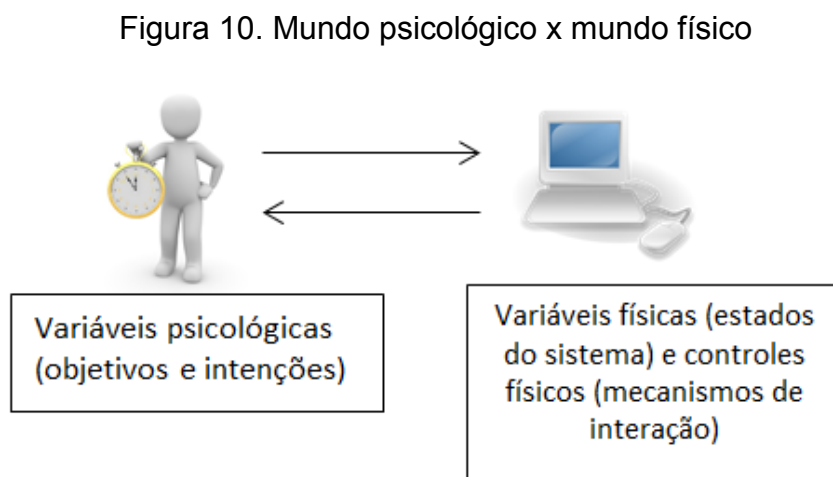 Figura 10. Mundo psicológico x mundo físico
Variáveis psicológicas
(objetivos e intenções)
Variáveis físicas (estados
do sistema) e controles
físicos (mecanismos de
interação)